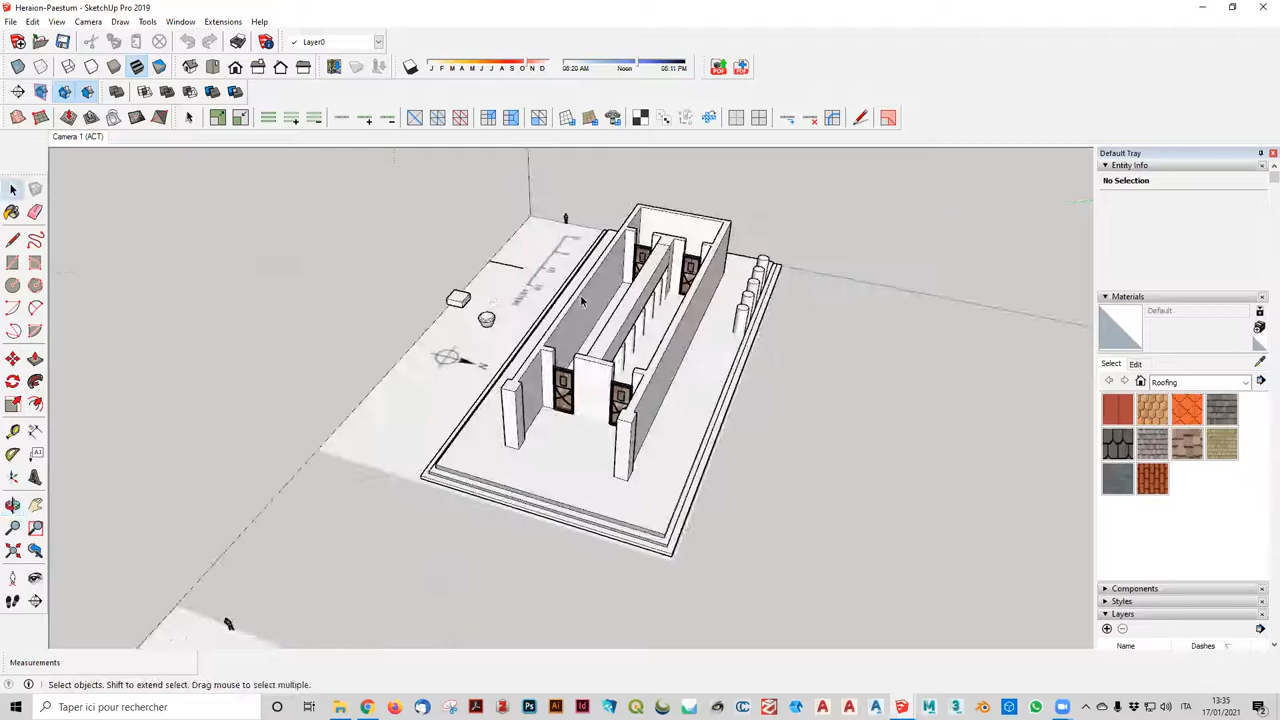 Heraion-Paestum - SketchUp Pro 2019
File Edit View Camera Draw Tools Window Extensions Help
Layer0
J F M A M J J A S O N D
06:20 AM Noon 05:11 PM
Camera 1 (ACT)
Default Tray
Entity Info
No Selection
Materials
Default
Select Edit
Roofing
Components
Styles
Layers
Name Dashes
Measurements
Select objects. Shift to extend select. Drag mouse to select multiple.
Taper ici pour rechercher
13:35
17/01/2021